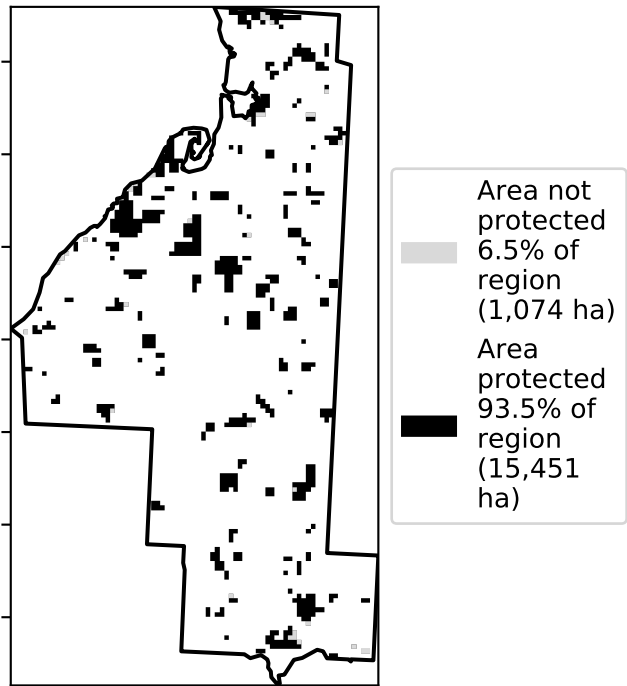 Area not
protected
6.5% of
region
(1,074 ha)
Area
protected
93.5% of
region
(15,451
ha)